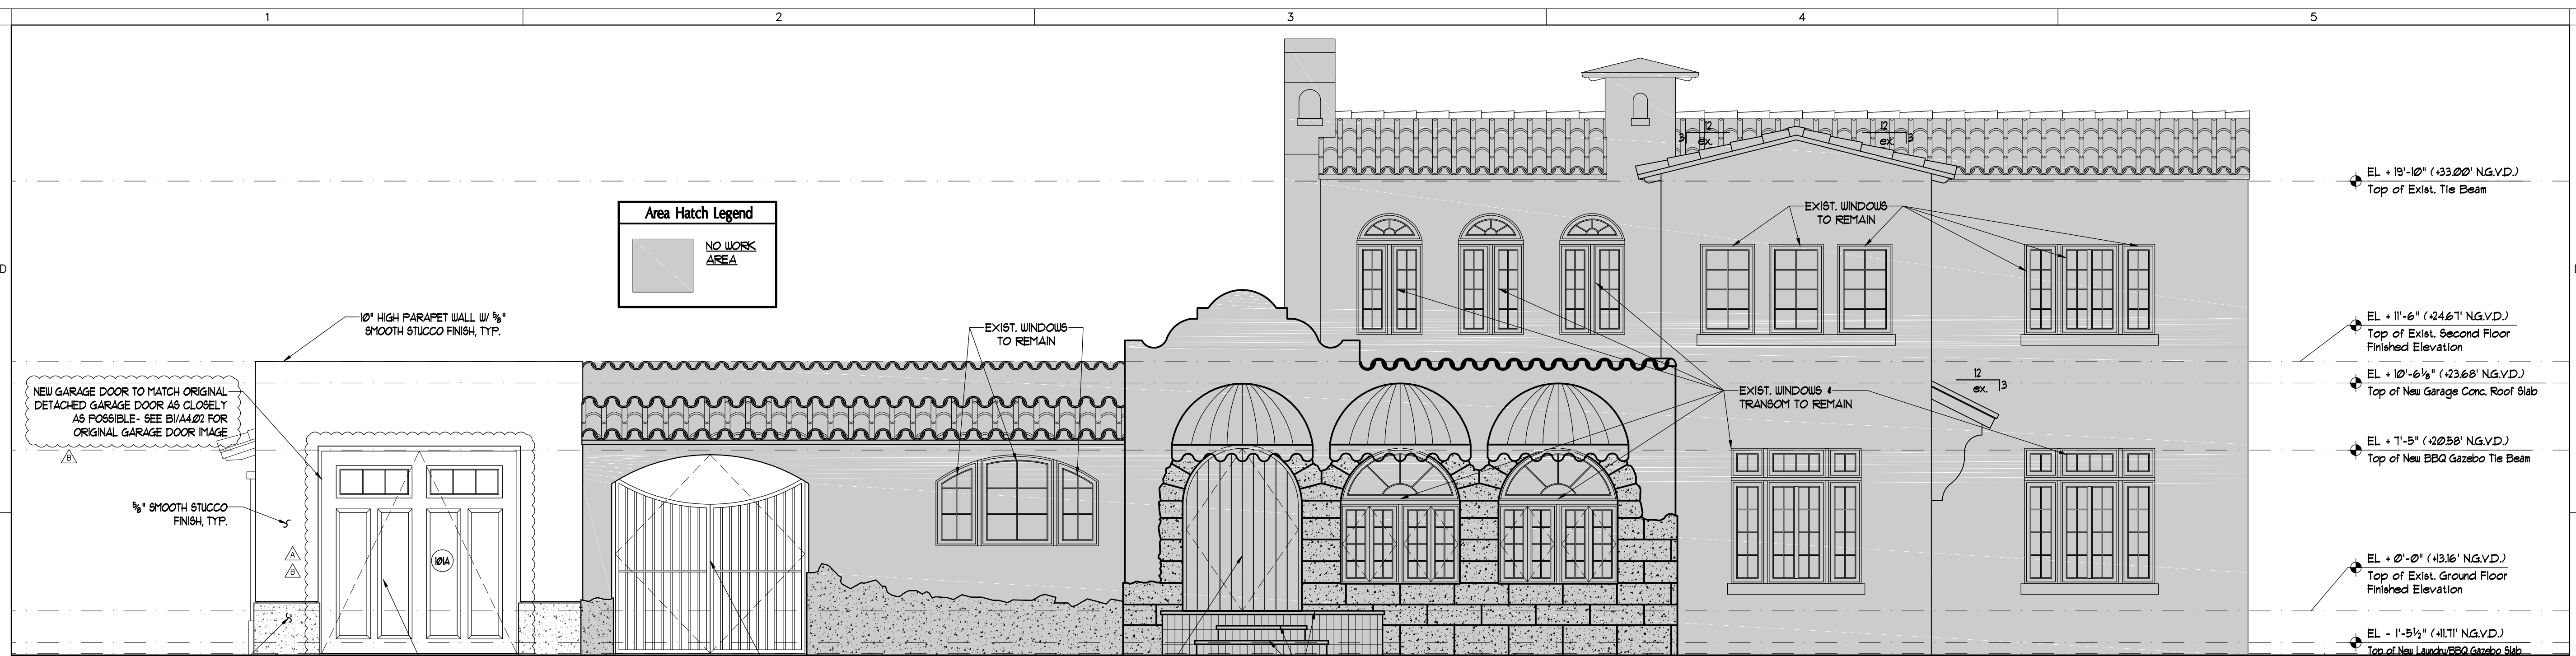 1
2
3
4
5
D
Area Hatch Legend
NO WORK
AREA
10" HIGH PARAPET WALL W/ 5/8"
SMOOTH STUCCO FINISH, TYP.
NEW GARAGE DOOR TO MATCH ORIGINAL
DETACHED GARAGE DOOR AS CLOSELY
AS POSSIBLE- SEE B1/A4.02 FOR
ORIGINAL GARAGE DOOR IMAGE
B
5/8" SMOOTH STUCCO
FINISH, TYP.
A
B
101A
EXIST. WINDOWS
TO REMAIN
12
3
ex.
12
3
ex.
EXIST. WINDOWS
TO REMAIN
EXIST. WINDOWS &
TRANSOM TO REMAIN
12
3
ex.
EL + 19'-10" (+33.00' N.G.V.D.)
Top of Exist. Tie Beam
EL + 11'-6" (+24.67' N.G.V.D.)
Top of Exist. Second Floor
Finished Elevation
EL + 10'-6 1/8" (+23.68' N.G.V.D.)
Top of New Garage Conc. Roof Slab
EL + 7'-5" (+20.58' N.G.V.D.)
Top of New BBQ Gazebo Tie Beam
EL + 0'-0" (+13.16' N.G.V.D.)
Top of Exist. Ground Floor
Finished Elevation
EL - 1'-5 1/2" (+11.71' N.G.V.D.)
Top of New Laundry/BBQ Gazebo Slab